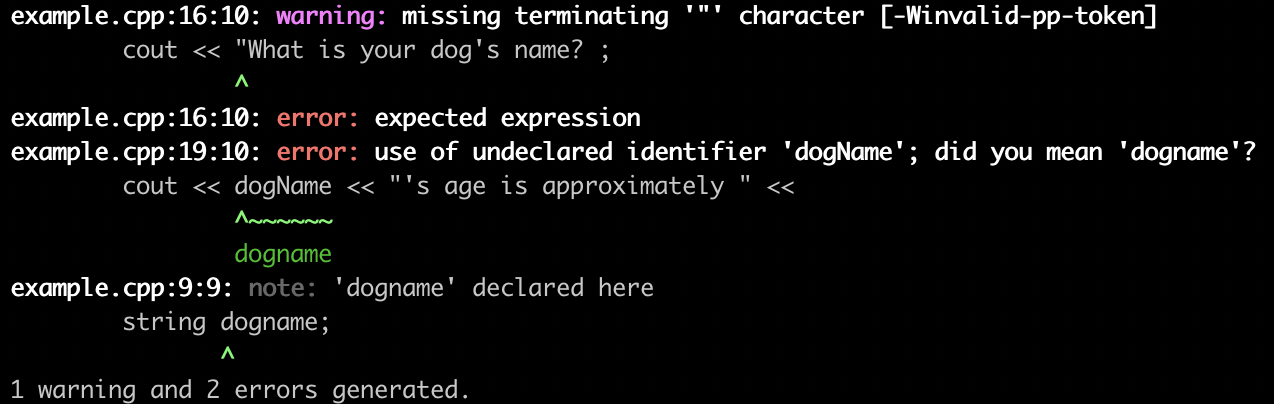 example.cpp:16:10: warning: missing terminating '"' character [-Winvalid-pp-token]
cout << "What is your dog's name? ;
^
example.cpp:16:10: error: expected expression
example.cpp:19:10: error: use of undeclared identifier 'dogName'; did you mean 'dogname'?
cout << dogName << "'s age is approximately " <<
^~~~~~~
dogname
example.cpp:9:9: note: 'dogname' declared here
string dogname;
^
1 warning and 2 errors generated.